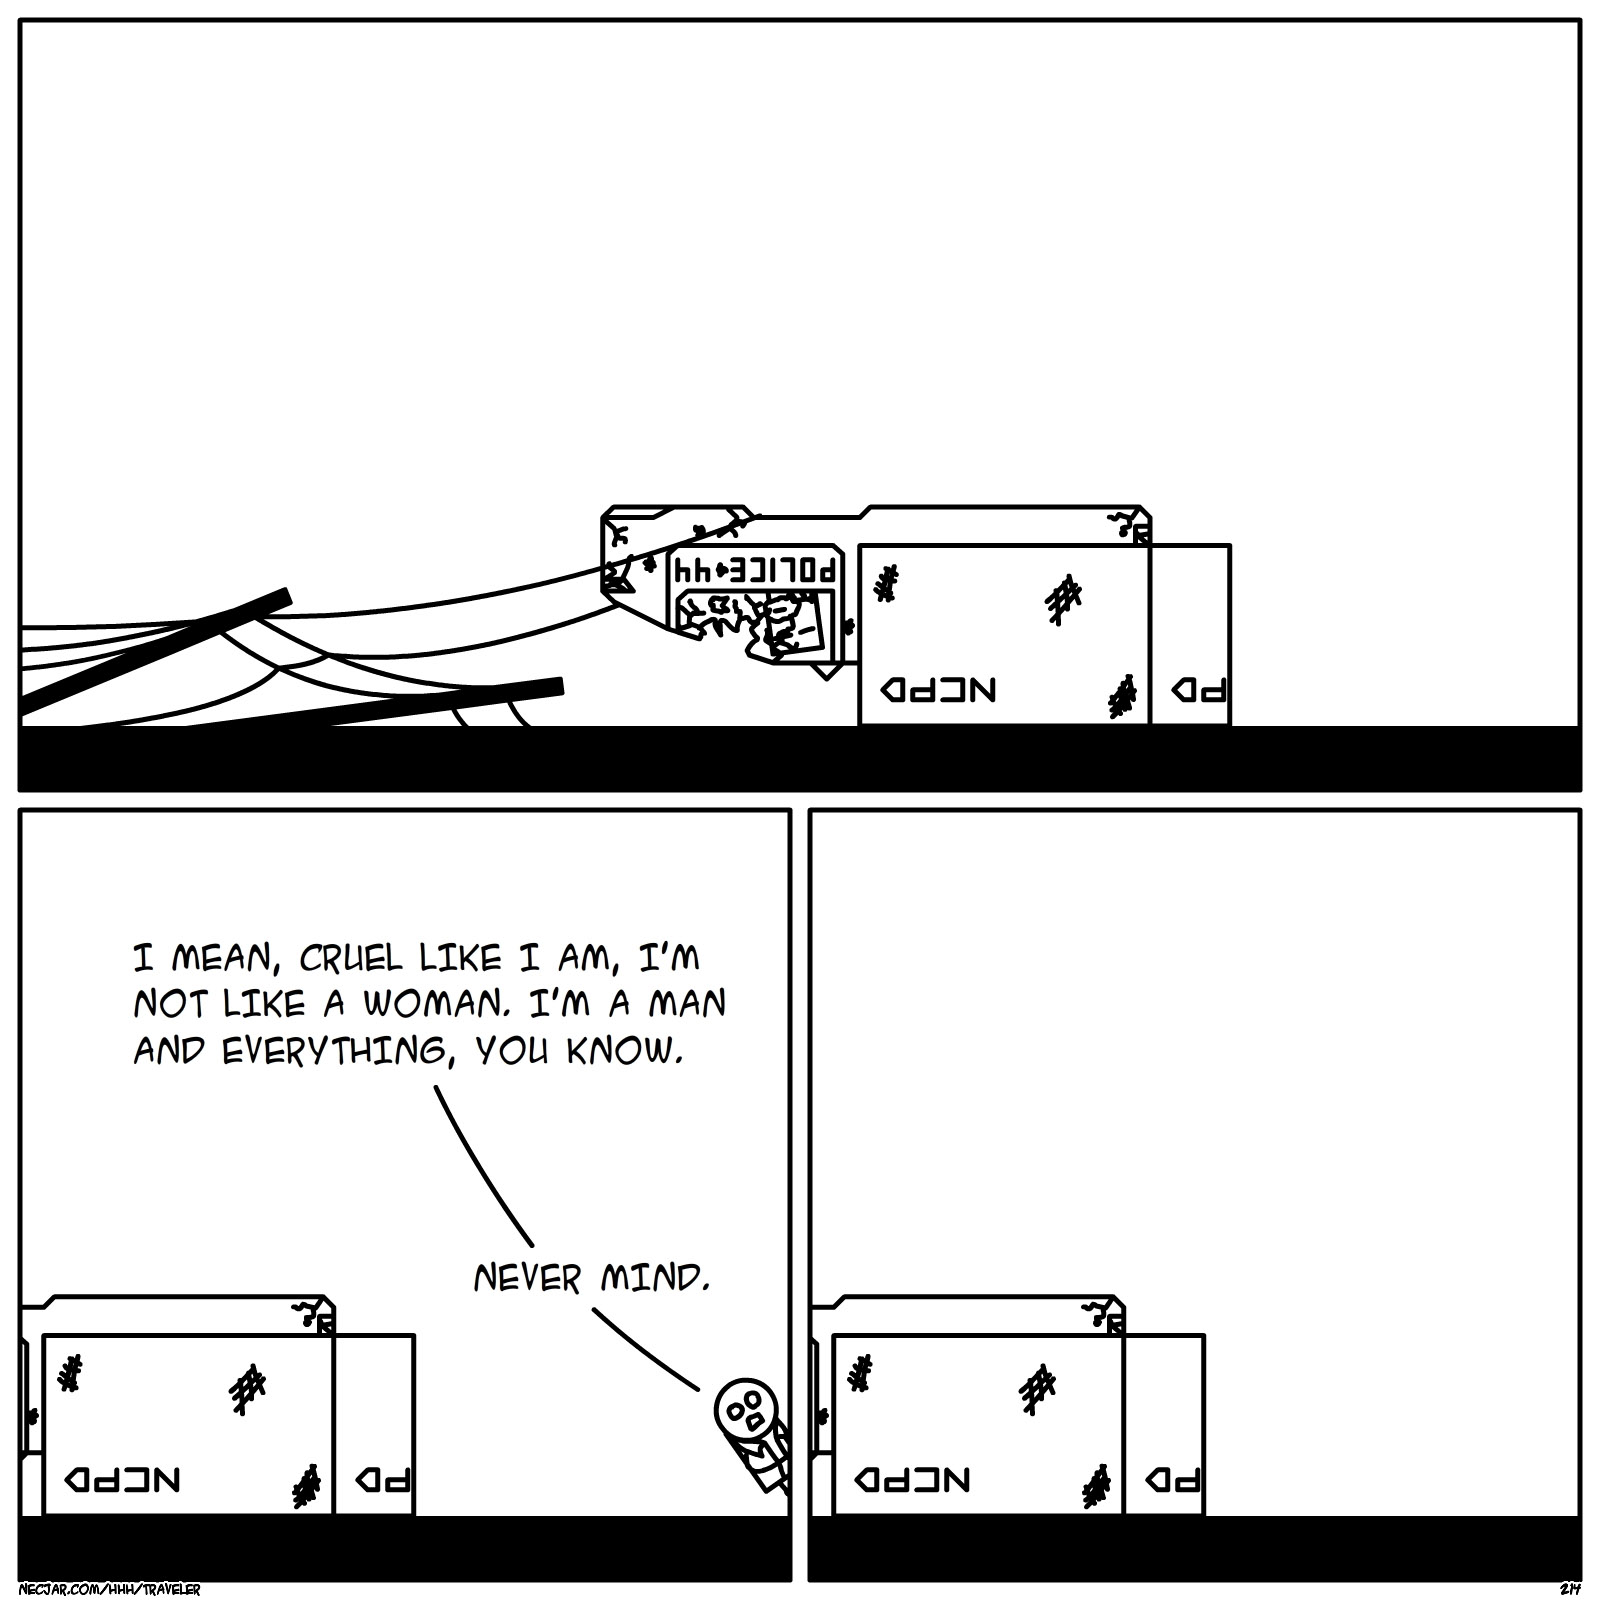 POLICE•44
NCPD
PD
I MEAN, CRUEL LIKE I AM, I'M
NOT LIKE A WOMAN. I'M A MAN
AND EVERYTHING, YOU KNOW.
NEVER MIND.
NCPD
PD
NCPD
PD
NECJAR.COM/HHH/TRAVELER
214